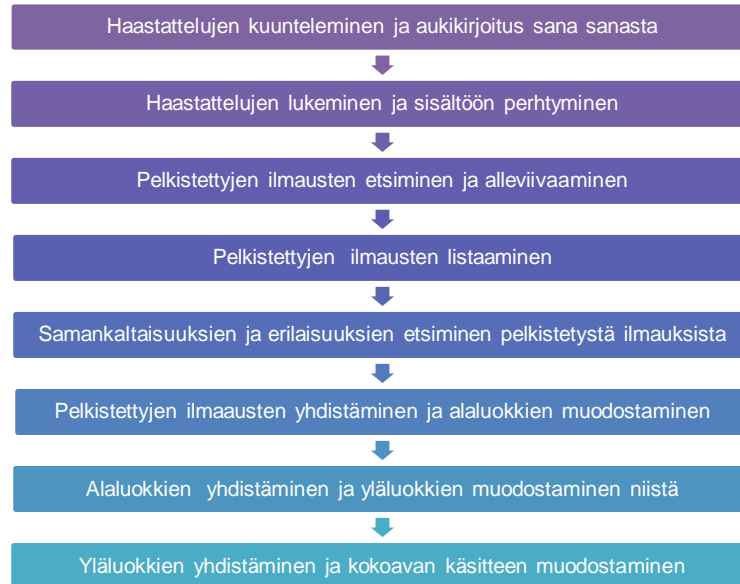 Haastattelujen kuunteleminen ja aukikirjoitus sana sanasta
Haastattelujen lukeminen ja sisältöön perhtyminen
Pelkistettyjen ilmausten etsiminen ja alleviivaaminen
Pelkistettyjen ilmausten listaaminen
Samankaltaisuuksien ja erilaisuuksien etsiminen pelkistetystä ilmauksista
Pelkistettyjen ilmaausten yhdistäminen ja alaluokkien muodostaminen
Alaluokkien yhdistäminen ja yläluokkien muodostaminen niistä
Yläluokkien yhdistäminen ja kokoavan käsitteen muodostaminen